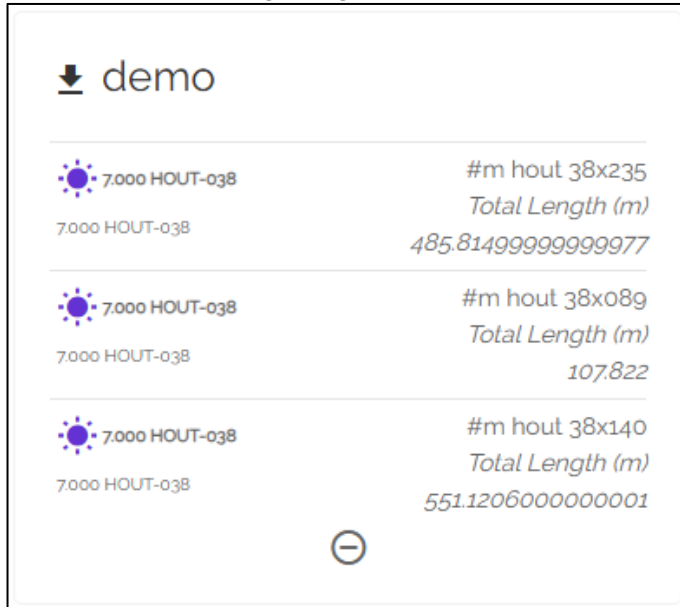 demo
7.000 HOUT-038
#m hout 38x235
Total Length (m)
7.000 HOUT-038
485.81499999999977
7.000 HOUT-038
#m hout 38x089
Total Length (m)
7.000 HOUT-038
107.822
7.000 HOUT-038
#m hout 38x140
Total Length (m)
7.000 HOUT-038
551.1206000000001